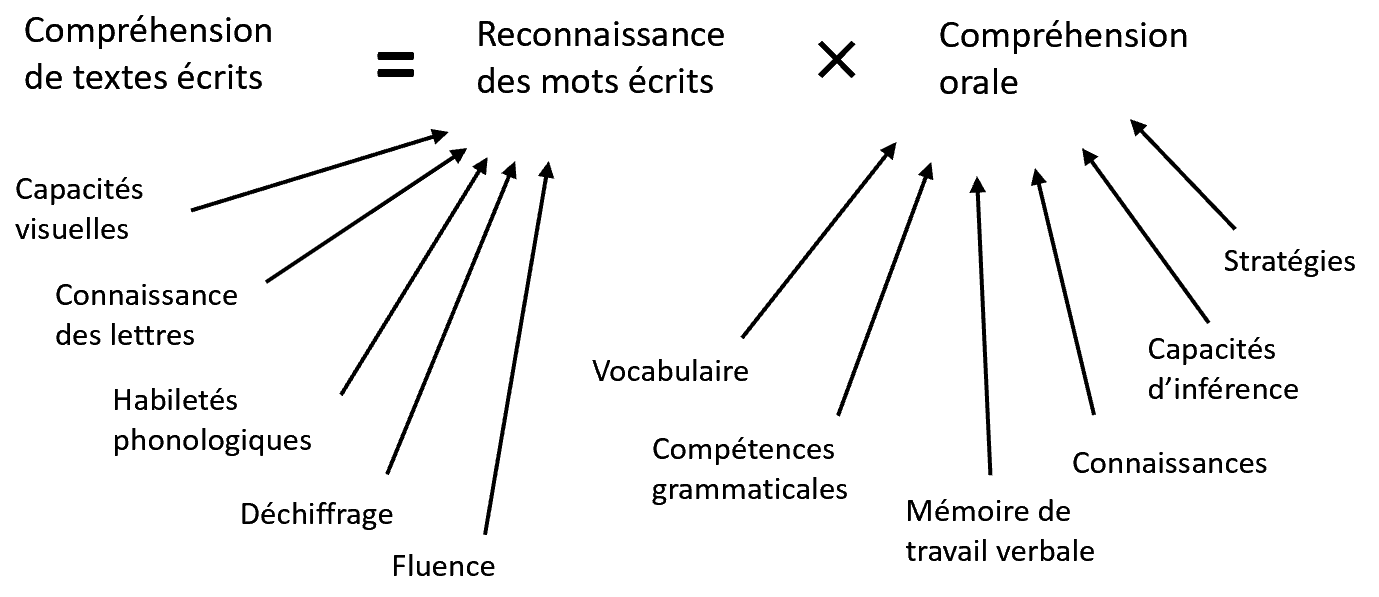 Compréhension
de textes écrits
=
Reconnaissance
des mots écrits
×
Compréhension
orale
Capacités
visuelles
Connaissance
des lettres
Habiletés
phonologiques
Déchiffrage
Fluence
Vocabulaire
Compétences
grammaticales
Mémoire de
travail verbale
Connaissances
Capacités
d’inférence
Stratégies